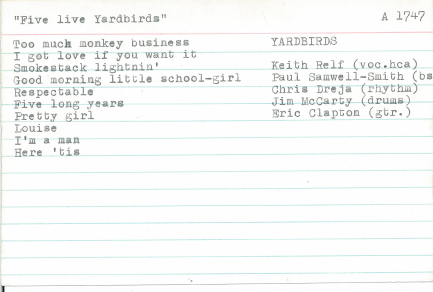 "Five live Yardbirds" A 1747
Too much monkey business YARDBIRDS
I got love if you want it
Smokestack lightnin' Keith Relf (voc.hca)
Good morning little school-girl Paul Samwell-Smith (bs
Respectable Chris Dreja (rhythm)
Five long years Jim McCarty (drums)
Pretty girl Eric Clapton (gtr.)
Louise
I'm a man
Here 'tis